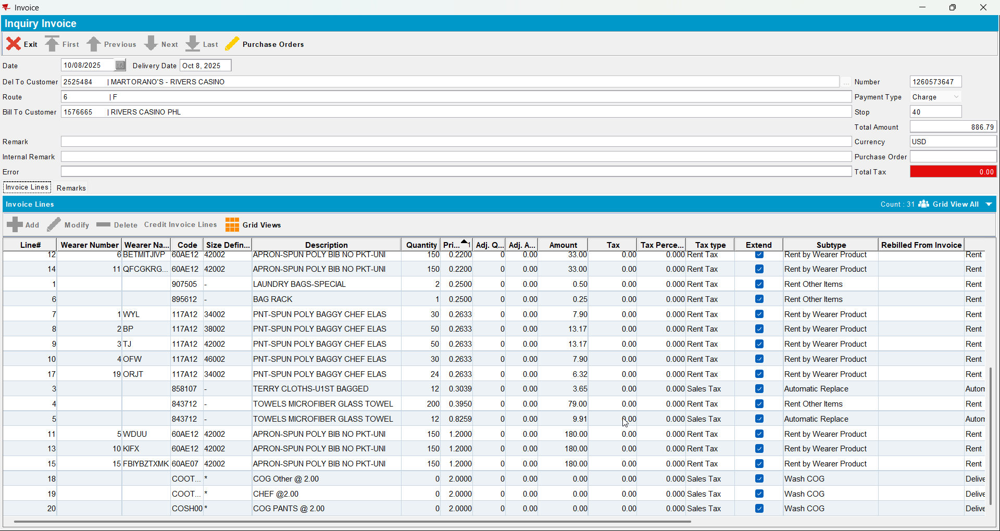 Invoice
Inquiry Invoice
Exit First Previous Next Last Purchase Orders
Date 10/08/2025 Delivery Date Oct 8, 2025
Del To Customer 2525484 | MARTORANO'S - RIVERS CASINO ... Number 1260573647
Route 6 | F Payment Type Charge
Bill To Customer 1576665 | RIVERS CASINO PHL Stop 40
Total Amount 886.79
Remark Currency USD
Internal Remark Purchase Order
Error Total Tax 0.00
Invoice Lines Remarks
Invoice Lines Count : 31 Grid View All
Add Modify Delete Credit Invoice Lines Grid Views
Line# Wearer Number Wearer Na... Code Size Defin... Description Quantity Pri... 1 Adj. Q... Adj. A... Amount Tax Tax Perce... Tax type Extend Subtype Rebilled From Invoice
12 6 BETMITJIVP 60AE12 42002 APRON-SPUN POLY BIB NO PKT-UNI 150 0.2200 0 0.00 33.00 0.00 0.000 Rent Tax Rent by Wearer Product Rent
14 11 QFCGKRG... 60AE12 42002 APRON-SPUN POLY BIB NO PKT-UNI 150 0.2200 0 0.00 33.00 0.00 0.000 Rent Tax Rent by Wearer Product Rent
1 907505 - LAUNDRY BAGS-SPECIAL 2 0.2500 0 0.00 0.50 0.00 0.000 Rent Tax Rent Other Items Rent
6 895612 - BAG RACK 1 0.2500 0 0.00 0.25 0.00 0.000 Rent Tax Rent Other Items Rent
7 1 WYL 117A12 34002 PNT-SPUN POLY BAGGY CHEF ELAS 30 0.2633 0 0.00 7.90 0.00 0.000 Rent Tax Rent by Wearer Product Rent
8 2 BP 117A12 38002 PNT-SPUN POLY BAGGY CHEF ELAS 50 0.2633 0 0.00 13.17 0.00 0.000 Rent Tax Rent by Wearer Product Rent
9 3 TJ 117A12 42002 PNT-SPUN POLY BAGGY CHEF ELAS 50 0.2633 0 0.00 13.17 0.00 0.000 Rent Tax Rent by Wearer Product Rent
10 4 OFW 117A12 46002 PNT-SPUN POLY BAGGY CHEF ELAS 30 0.2633 0 0.00 7.90 0.00 0.000 Rent Tax Rent by Wearer Product Rent
17 19 ORJT 117A12 34002 PNT-SPUN POLY BAGGY CHEF ELAS 24 0.2633 0 0.00 6.32 0.00 0.000 Rent Tax Rent by Wearer Product Rent
3 858107 - TERRY CLOTHS-U1ST BAGGED 12 0.3039 0 0.00 3.65 0.00 0.000 Sales Tax Automatic Replace Autom
4 843712 - TOWELS MICROFIBER GLASS TOWEL 200 0.3950 0 0.00 79.00 0.00 0.000 Rent Tax Rent Other Items Rent
5 843712 - TOWELS MICROFIBER GLASS TOWEL 12 0.8259 0 0.00 9.91 0.00 0.000 Sales Tax Automatic Replace Autom
11 5 WDUU 60AE12 42002 APRON-SPUN POLY BIB NO PKT-UNI 150 1.2000 0 0.00 180.00 0.00 0.000 Rent Tax Rent by Wearer Product Rent
13 10 KIFX 60AE12 42002 APRON-SPUN POLY BIB NO PKT-UNI 150 1.2000 0 0.00 180.00 0.00 0.000 Rent Tax Rent by Wearer Product Rent
15 15 FBIYBZTXMK 60AE07 42002 APRON-SPUN POLY BIB NO PKT-UNI 150 1.2000 0 0.00 180.00 0.00 0.000 Rent Tax Rent by Wearer Product Rent
18 COOT... * COG Other @ 2.00 0 2.0000 0 0.00 0.00 0.00 0.000 Sales Tax Wash COG Delive
19 COOT... * CHEF @2.00 0 2.0000 0 0.00 0.00 0.00 0.000 Sales Tax Wash COG Delive
20 COSH00 * COG PANTS @ 2.00 0 2.0000 0 0.00 0.00 0.00 0.000 Sales Tax Wash COG Delive